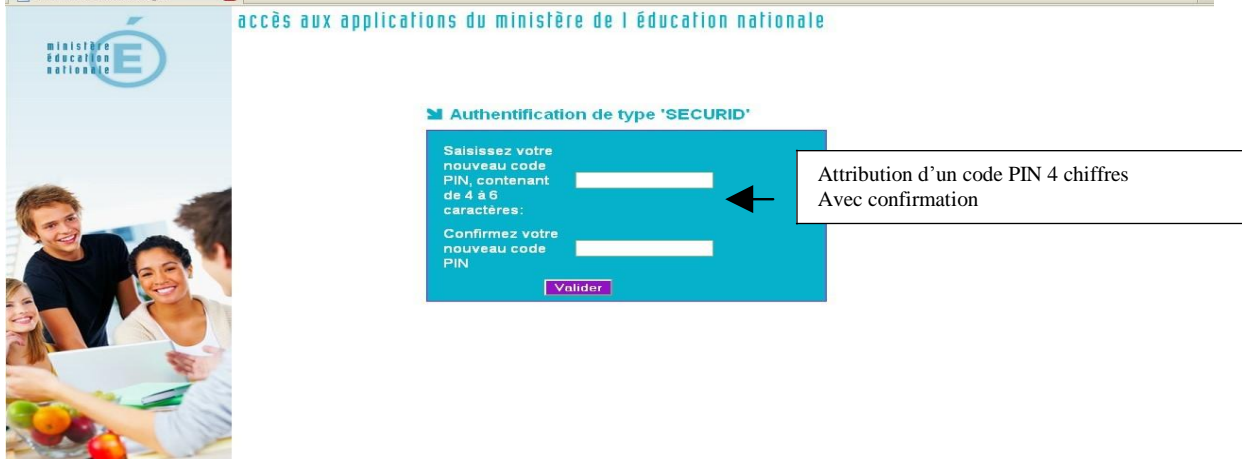 accès aux applications du ministère de l éducation nationale
ministère
éducation
nationale
É
Authentification de type 'SECURID'
Saisissez votre
nouveau code
PIN, contenant
de 4 à 6
caractères:
Confirmez votre
nouveau code
PIN
Valider
Attribution d’un code PIN 4 chiffres
Avec confirmation